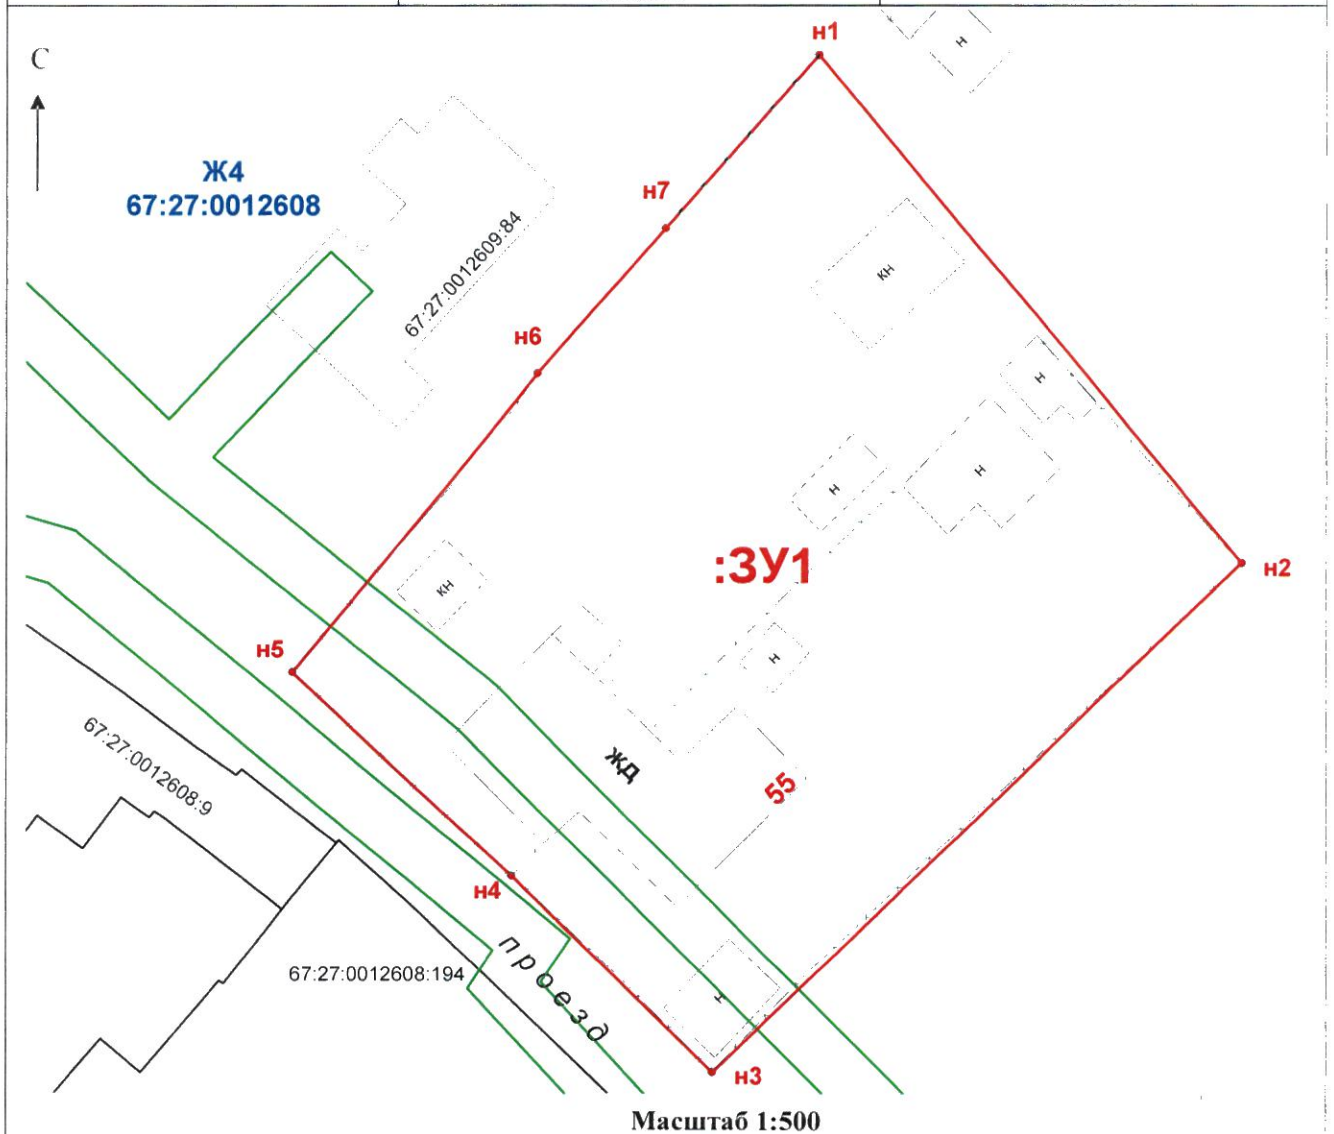 н1
н
С
Ж4
67:27:0012608
н7
67:27:0012609:84
кн
н6
н
н
н
:ЗУ1
н2
кн
н5
н
67:27:0012608:9
жд
55
н4
проезд
67:27:0012608:194
н
н3
Масштаб 1:500